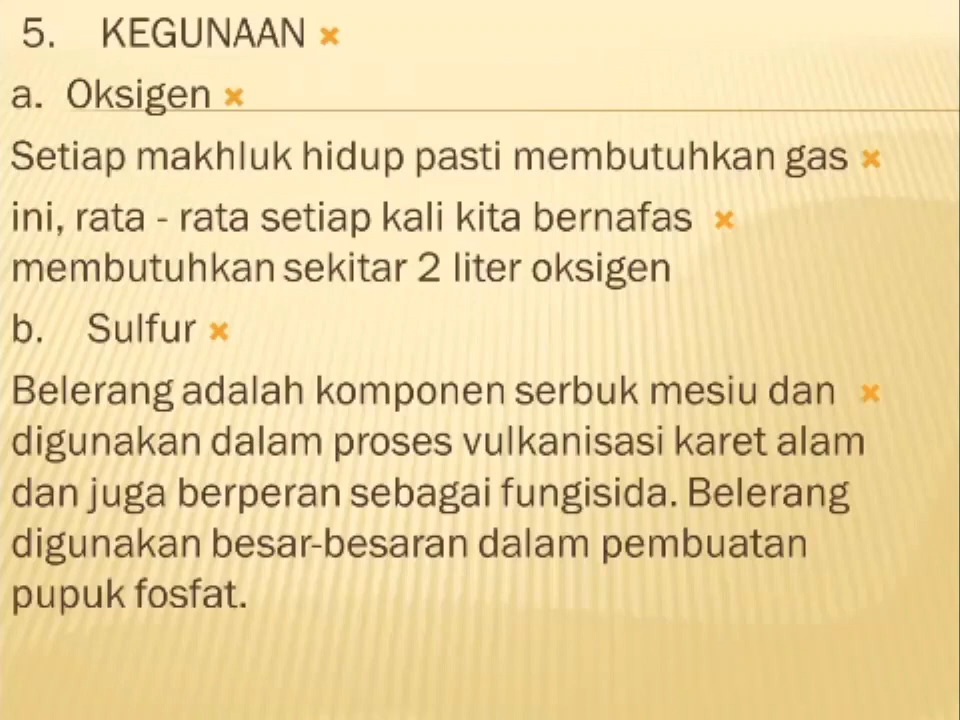 5. KEGUNAAN
a. Oksigen
Setiap makhluk hidup pasti membutuhkan gas
ini, rata - rata setiap kali kita bernafas
membutuhkan sekitar 2 liter oksigen
b. Sulfur
Belerang adalah komponen serbuk mesiu dan
digunakan dalam proses vulkanisasi karet alam
dan juga berperan sebagai fungisida. Belerang
digunakan besar-besaran dalam pembuatan
pupuk fosfat.